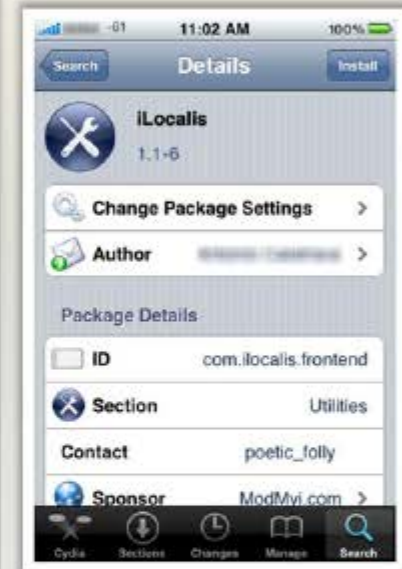 -61 11:02 AM 100%
Search Details Install
iLocalis
1.1-6
Change Package Settings >
Author >
Package Details
ID com.ilocalis.frontend
Section Utilities
Contact poetic_folly
Sponsor ModMyi.com >
Cydia Sections Changes Manage Search